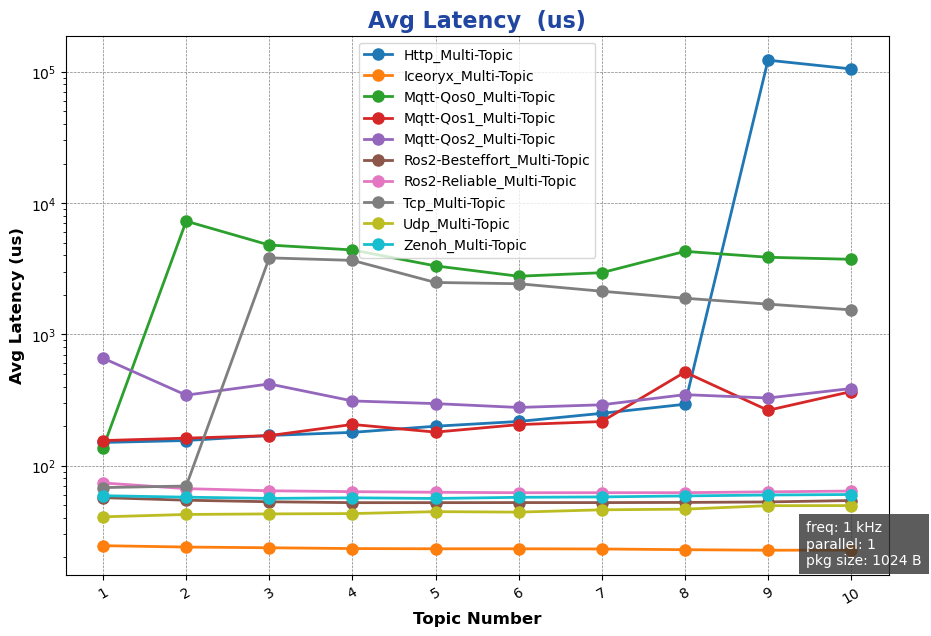 Avg Latency  (us)
Avg Latency (us)
10^5
10^4
10^3
10^2
Http_Multi-Topic
Iceoryx_Multi-Topic
Mqtt-Qos0_Multi-Topic
Mqtt-Qos1_Multi-Topic
Mqtt-Qos2_Multi-Topic
Ros2-Besteffort_Multi-Topic
Ros2-Reliable_Multi-Topic
Tcp_Multi-Topic
Udp_Multi-Topic
Zenoh_Multi-Topic
freq: 1 kHz
parallel: 1
pkg size: 1024 B
1 2 3 4 5 6 7 8 9 10
Topic Number